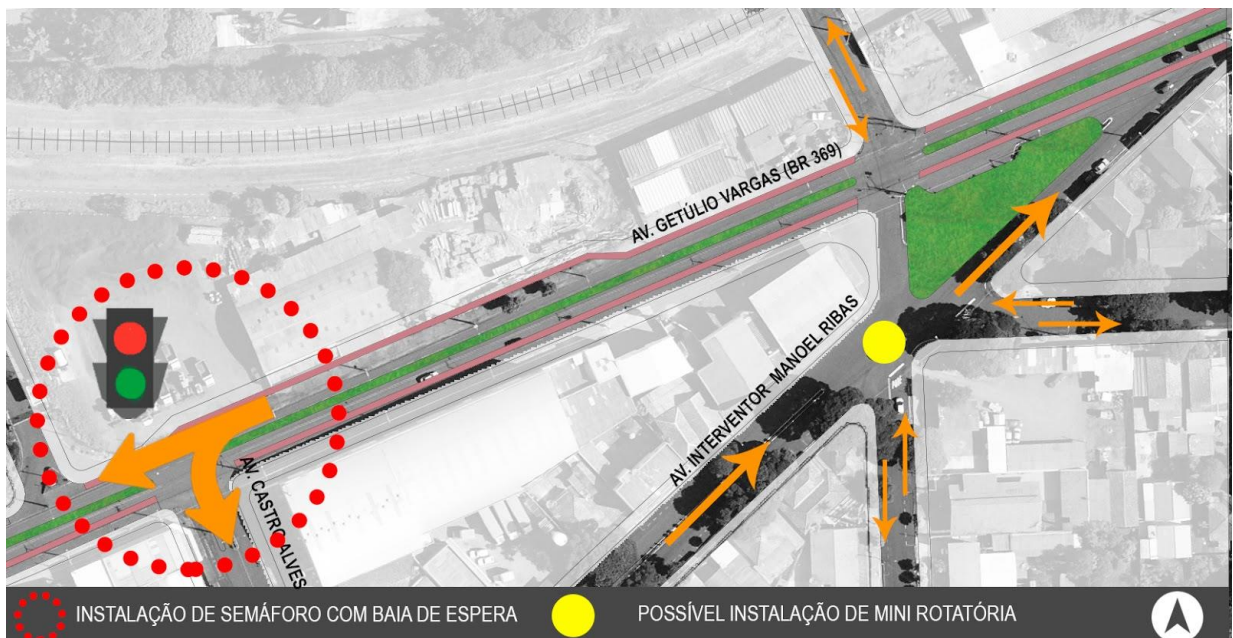 AV. GETÚLIO VARGAS (BR 369)
AV. INTERVENTOR MANOEL RIBAS
AV. CASTRO ALVES
INSTALAÇÃO DE SEMÁFORO COM BAIA DE ESPERA
POSSÍVEL INSTALAÇÃO DE MINI ROTATÓRIA